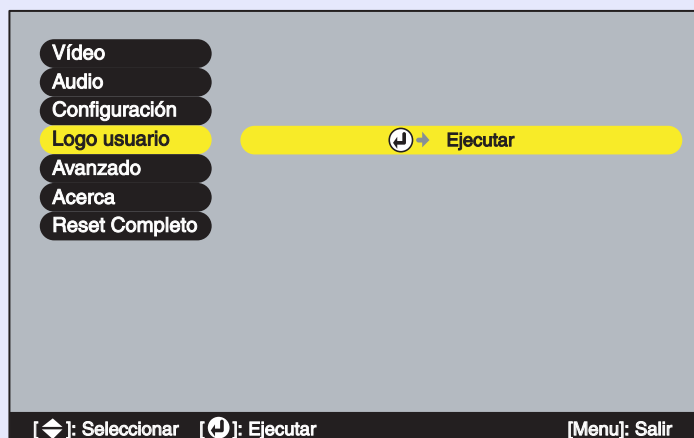 Vídeo
Audio
Configuración
Logo usuario
Ejecutar
Avanzado
Acerca
Reset Completo
[ ]: Seleccionar [ ]: Ejecutar [Menu]: Salir